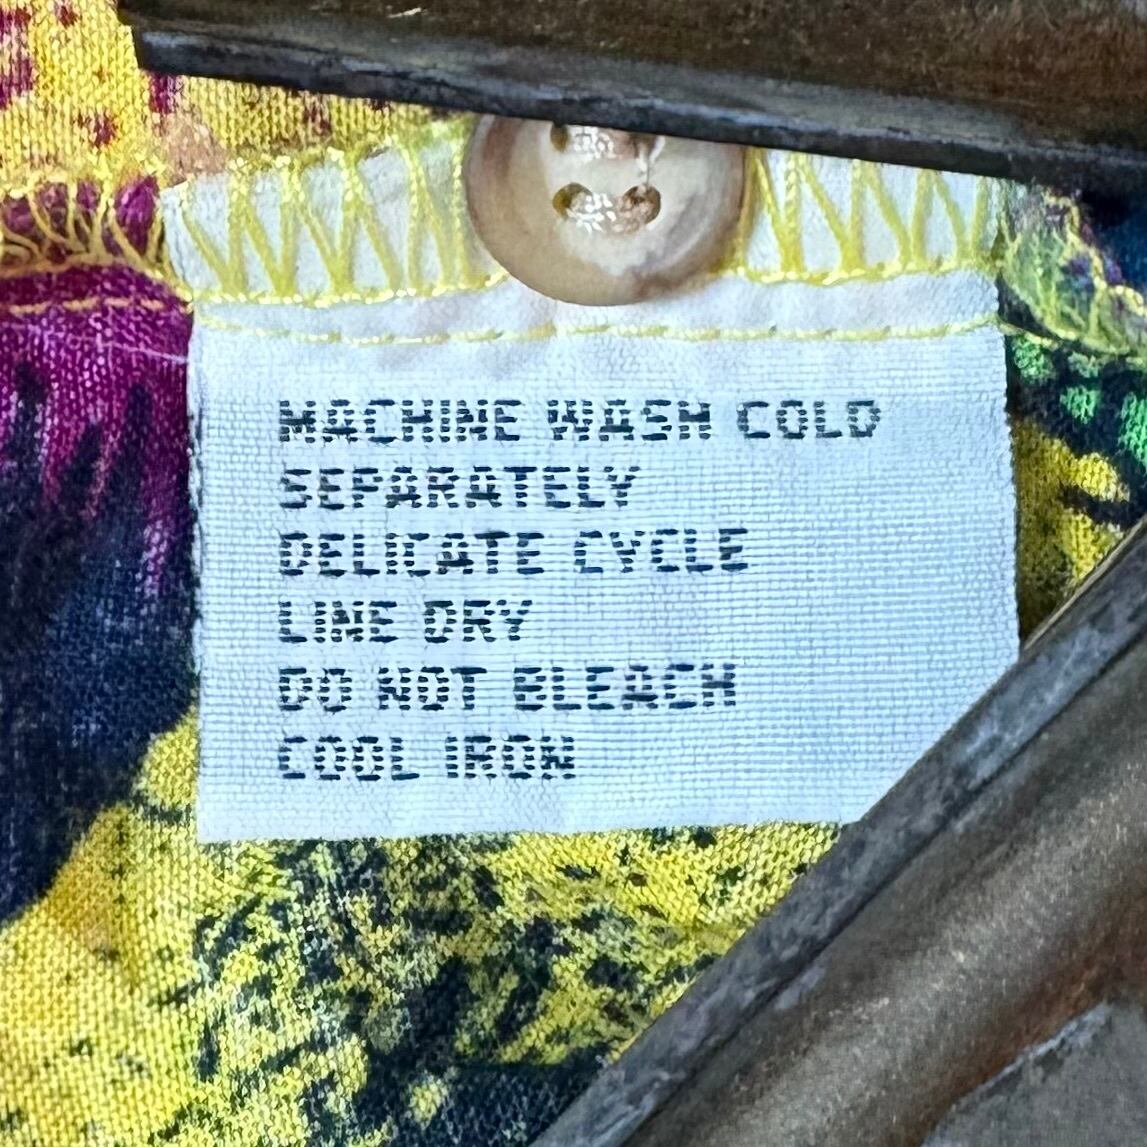 MACHINE WASH COLD
SEPARATELY
DELICATE CYCLE
LINE DRY
DO NOT BLEACH
COOL IRON